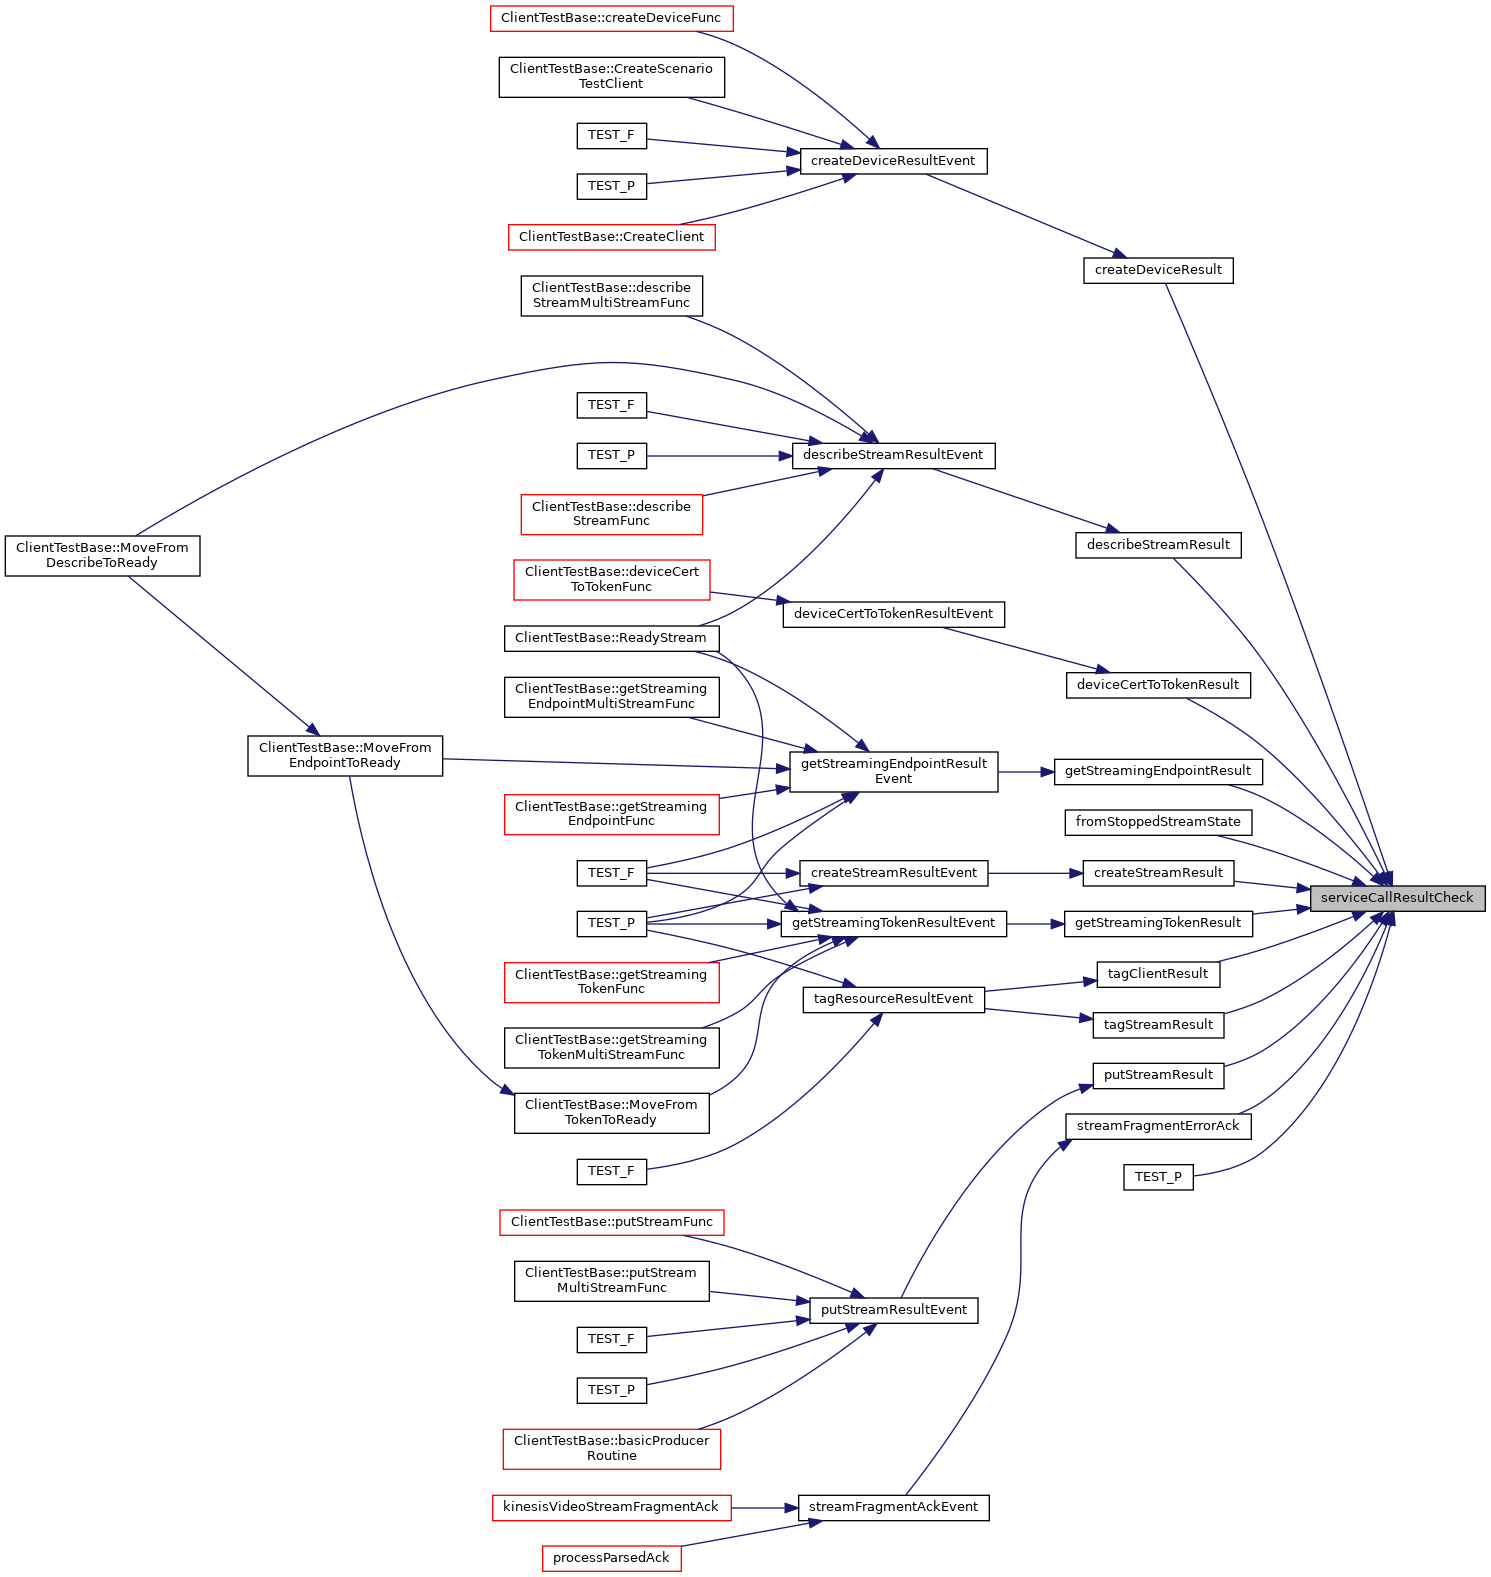 ClientTestBase::createDeviceFunc
ClientTestBase::CreateScenario
TestClient
TEST_F
createDeviceResultEvent
TEST_P
ClientTestBase::CreateClient
createDeviceResult
ClientTestBase::describe
StreamMultiStreamFunc
TEST_F
describeStreamResultEvent
TEST_P
ClientTestBase::describe
StreamFunc
describeStreamResult
ClientTestBase::MoveFrom
DescribeToReady
ClientTestBase::deviceCert
ToTokenFunc
deviceCertToTokenResultEvent
ClientTestBase::ReadyStream
deviceCertToTokenResult
ClientTestBase::getStreaming
EndpointMultiStreamFunc
ClientTestBase::MoveFrom
EndpointToReady
getStreamingEndpointResult
Event
getStreamingEndpointResult
ClientTestBase::getStreaming
EndpointFunc
fromStoppedStreamState
TEST_F
createStreamResultEvent
createStreamResult
serviceCallResultCheck
TEST_P
getStreamingTokenResultEvent
getStreamingTokenResult
ClientTestBase::getStreaming
TokenFunc
tagClientResult
tagResourceResultEvent
tagStreamResult
ClientTestBase::getStreaming
TokenMultiStreamFunc
putStreamResult
ClientTestBase::MoveFrom
TokenToReady
streamFragmentErrorAck
TEST_F
TEST_P
ClientTestBase::putStreamFunc
ClientTestBase::putStream
MultiStreamFunc
putStreamResultEvent
TEST_F
TEST_P
ClientTestBase::basicProducer
Routine
kinesisVideoStreamFragmentAck
streamFragmentAckEvent
processParsedAck